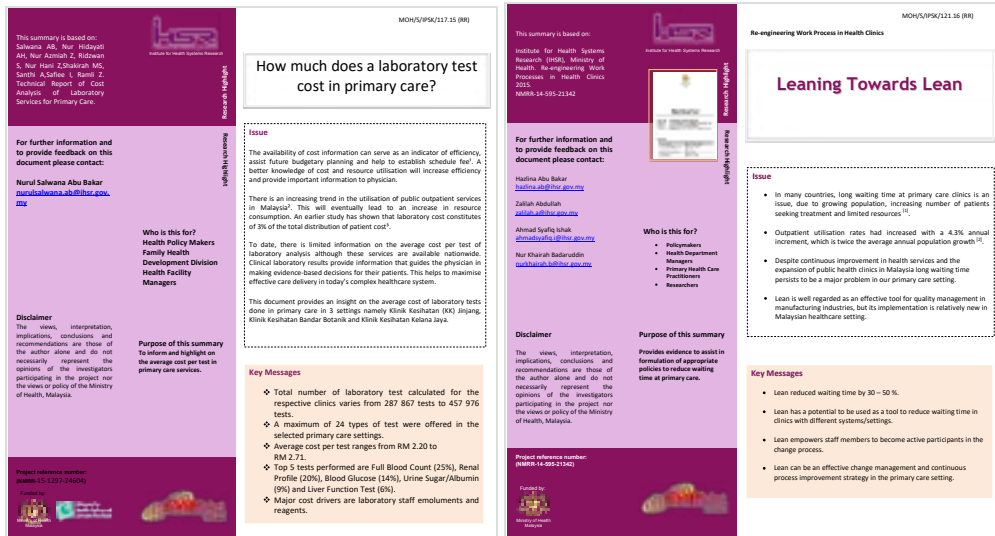 MOH/S/IPSK/117.15 (RR)
This summary is based on:
Salwana AB, Nur Hidayati
AH, Nur Azmiah Z, Ridzwan
S, Nur Hani Z,Shakirah MS,
Santhi A,Safiee I, Ramli Z.
Technical Report of Cost
Analysis of Laboratory
Services for Primary Care.
Institute for Health Systems Research
Research Highlight
Research Highlight
For further information and
to provide feedback on this
document please contact:
Nurul Salwana Abu Bakar
nurulsalwana.ab@ihsr.gov.
my
Who is this for?
Health Policy Makers
Family Health
Development Division
Health Facility
Managers
Disclaimer
The views, interpretation,
implications, conclusions and
recommendations are those of
the author alone and do not
necessarily represent the
opinions of the investigators
participating in the project nor
the views or policy of the Ministry
of Health, Malaysia.
Purpose of this summary
To inform and highlight on
the average cost per test in
primary care services.
Project reference number:
(NMRR-15-1297-24604)
Funded by:
Ministry of Health
Malaysia
How much does a laboratory test
cost in primary care?
Issue
The availability of cost information can serve as an indicator of efficiency,
assist future budgetary planning and help to establish schedule fee¹. A
better knowledge of cost and resource utilisation will increase efficiency
and provide important information to physician.
There is an increasing trend in the utilisation of public outpatient services
in Malaysia². This will eventually lead to an increase in resource
consumption. An earlier study has shown that laboratory cost constitutes
of 3% of the total distribution of patient cost³.
To date, there is limited information on the average cost per test of
laboratory analysis although these services are available nationwide.
Clinical laboratory results provide information that guides the physician in
making evidence-based decisions for their patients. This helps to maximise
effective care delivery in today's complex healthcare system.
This document provides an insight on the average cost of laboratory tests
done in primary care in 3 settings namely Klinik Kesihatan (KK) Jinjang,
Klinik Kesihatan Bandar Botanik and Klinik Kesihatan Kelana Jaya.
Key Messages
❖ Total number of laboratory test calculated for the
respective clinics varies from 287 867 tests to 457 976
tests.
❖ A maximum of 24 types of test were offered in the
selected primary care settings.
❖ Average cost per test ranges from RM 2.20 to
RM 2.71.
❖ Top 5 tests performed are Full Blood Count (25%), Renal
Profile (20%), Blood Glucose (14%), Urine Sugar/Albumin
(9%) and Liver Function Test (6%).
❖ Major cost drivers are laboratory staff emoluments and
reagents.
MOH/S/IPSK/121.16 (RR)
This summary is based on:
Institute for Health Systems
Research (IHSR), Ministry of
Health. Re-engineering Work
Processes in Health Clinics
2015.
NMRR-14-595-21342
Institute for Health Systems Research
Research Highlight
Research Highlight
For further information and
to provide feedback on this
document please contact:
Hazlina Abu Bakar
hazlina.ab@ihsr.gov.my
Zalilah Abdullah
zalilah.a@ihsr.gov.my
Ahmad Syafiq Ishak
ahmadsyafiq.i@ihsr.gov.my
Nur Khairah Badaruddin
nurkhairah.b@ihsr.gov.my
Who is this for?
• Policymakers
• Health Department
Managers
• Primary Health Care
Practitioners
• Researchers
Disclaimer
The views, interpretation,
implications, conclusions and
recommendations are those of
the author alone and do not
necessarily represent the
opinions of the investigators
participating in the project nor
the views or policy of the Ministry
of Health, Malaysia.
Purpose of this summary
Provides evidence to assist in
formulation of appropriate
policies to reduce waiting
time at primary care.
Project reference number:
(NMRR-14-595-21342)
Funded by:
Ministry of Health
Malaysia
Re-engineering Work Process in Health Clinics
Leaning Towards Lean
Issue
• In many countries, long waiting time at primary care clinics is an
issue, due to growing population, increasing number of patients
seeking treatment and limited resources [1].
• Outpatient utilisation rates had increased with a 4.3% annual
increment, which is twice the average annual population growth [2].
• Despite continuous improvement in health services and the
expansion of public health clinics in Malaysia long waiting time
persists to be a major problem in our primary care setting.
• Lean is well regarded as an effective tool for quality management in
manufacturing industries, but its implementation is relatively new in
Malaysian healthcare setting.
Key Messages
• Lean reduced waiting time by 30 – 50 %.
• Lean has a potential to be used as a tool to reduce waiting time in
clinics with different systems/settings.
• Lean empowers staff members to become active participants in the
change process.
• Lean can be an effective change management and continuous
process improvement strategy in the primary care setting.